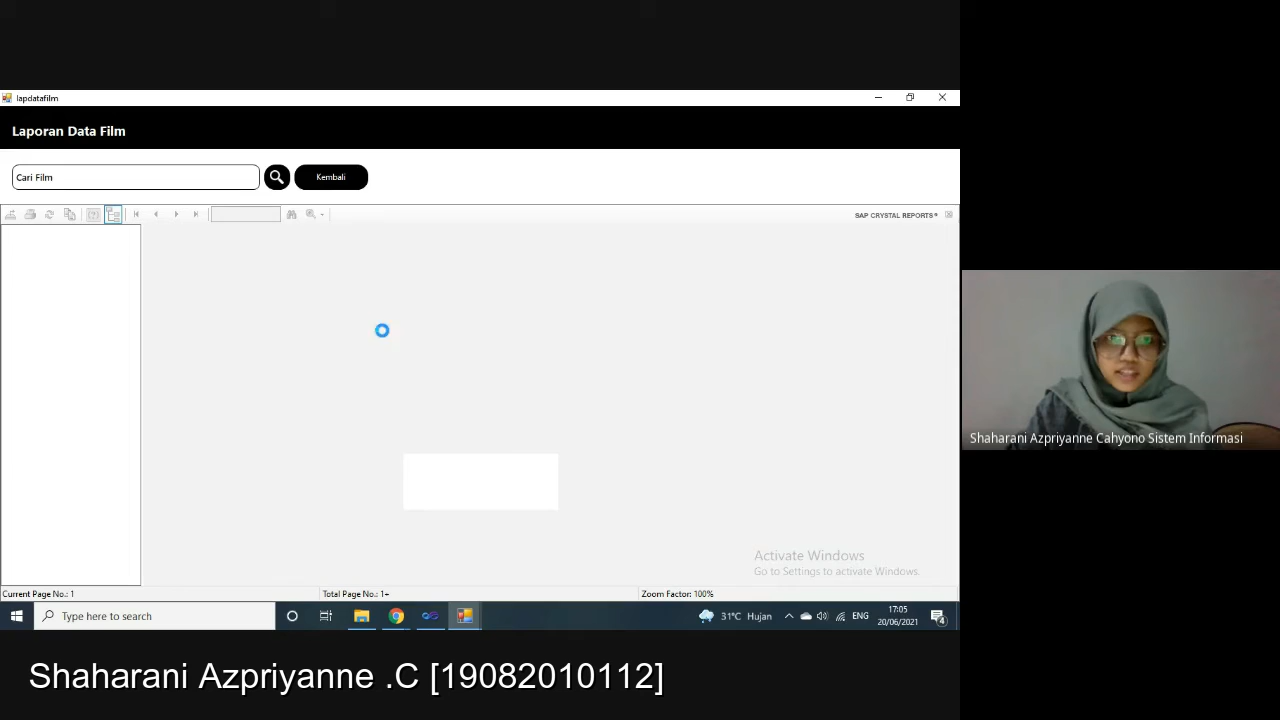 lapdatafilm
Laporan Data Film
Cari Film
Kembali
SAP CRYSTAL REPORTS®
Activate Windows
Go to Settings to activate Windows.
Current Page No.: 1
Total Page No.: 1+
Zoom Factor: 100%
Type here to search
31°C Hujan
ENG
17:05
20/06/2021
4
Shaharani Azpriyanne Cahyono Sistem Informasi
Shaharani Azpriyanne .C [19082010112]